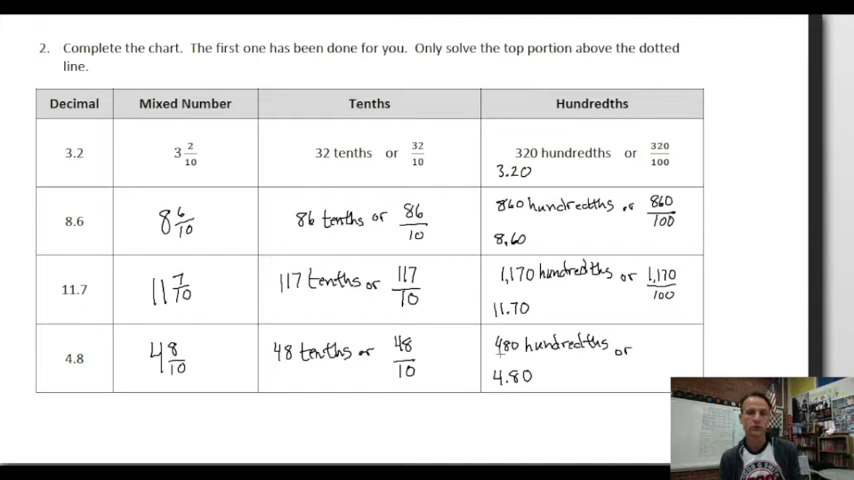 2. Complete the chart. The first one has been done for you. Only solve the top portion above the dotted
line.
Decimal Mixed Number Tenths Hundredths
3.2 3 2/10 32 tenths or 32/10 320 hundredths or 320/100
3.20
8.6 8 6/10 86 tenths or 86/10 860 hundredths or 860/100
8.60
11.7 11 7/10 117 tenths or 117/10 1,170 hundredths or 1,170/100
11.70
4.8 4 8/10 48 tenths or 48/10 480 hundredths or
4.80